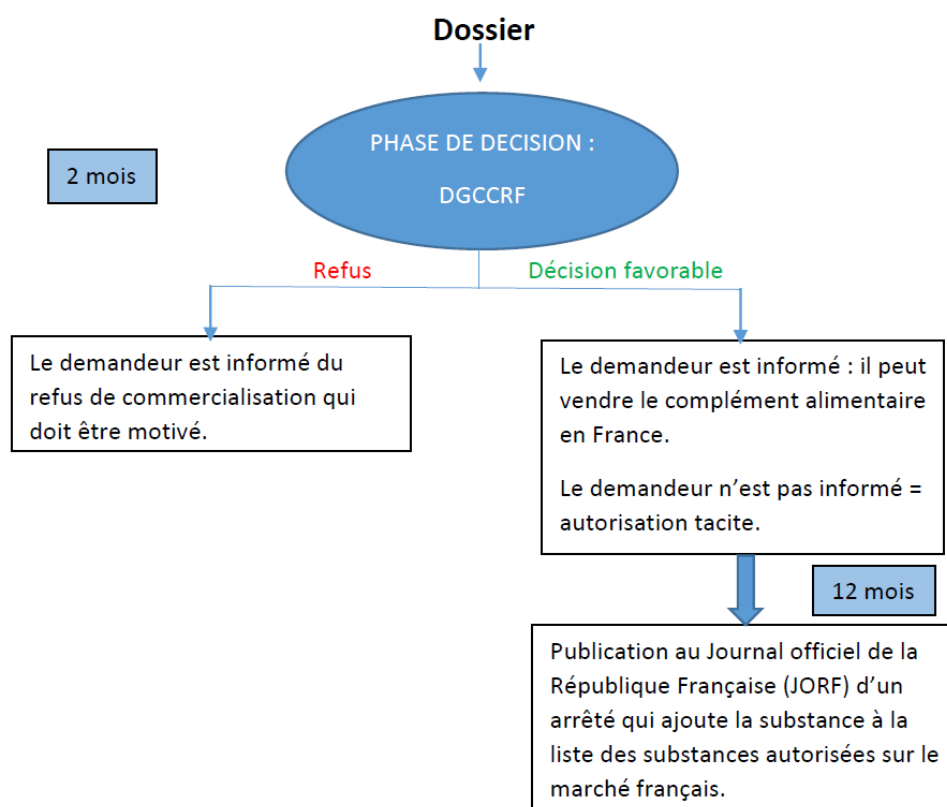 Dossier
PHASE DE DECISION :
DGCCRF
2 mois
Refus
Décision favorable
Le demandeur est informé du
refus de commercialisation qui
doit être motivé.
Le demandeur est informé : il peut
vendre le complément alimentaire
en France.
Le demandeur n’est pas informé =
autorisation tacite.
12 mois
Publication au Journal officiel de la
République Française (JORF) d’un
arrêté qui ajoute la substance à la
liste des substances autorisées sur le
marché français.